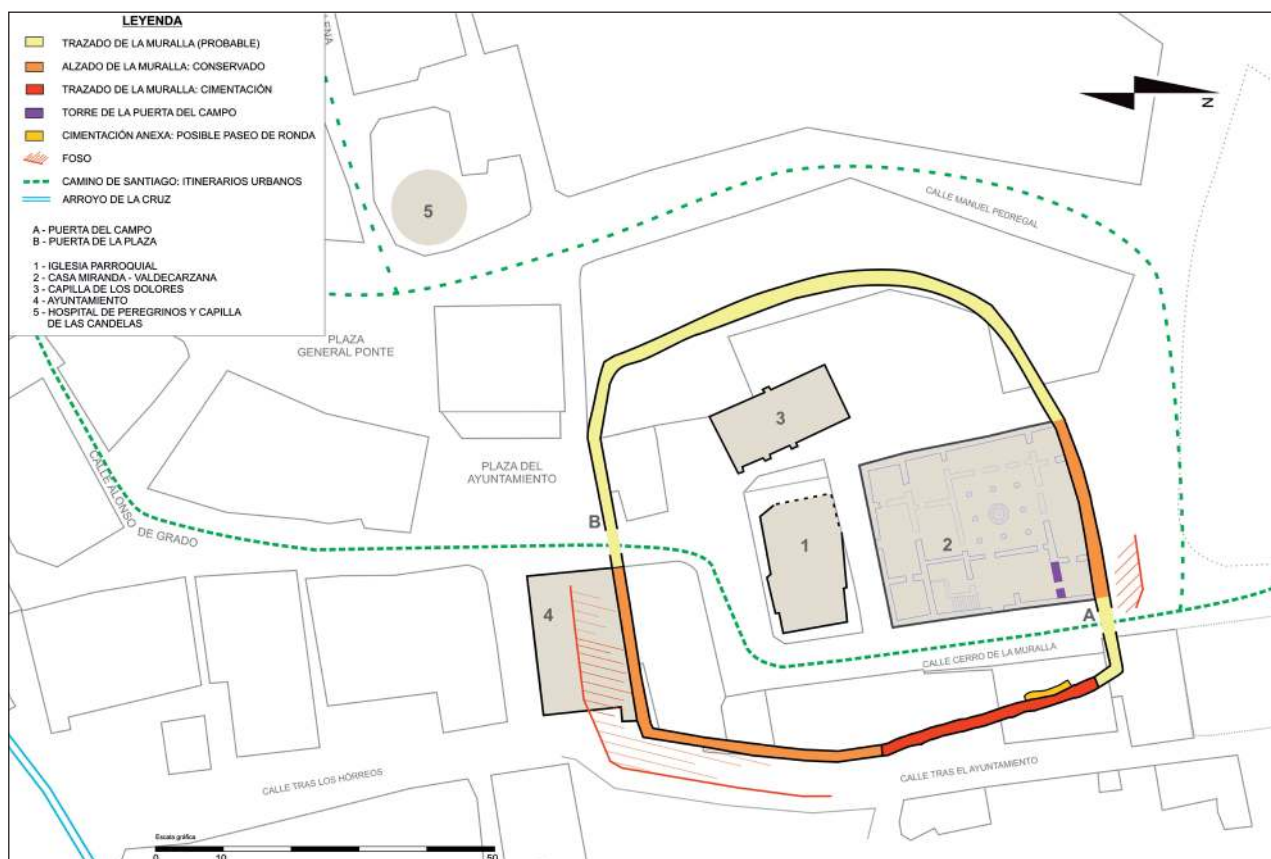 LEYENDA
TRAZADO DE LA MURALLA (PROBABLE)
ALZADO DE LA MURALLA: CONSERVADO
TRAZADO DE LA MURALLA: CIMENTACIÓN
TORRE DE LA PUERTA DEL CAMPO
CIMENTACIÓN ANEXA: POSIBLE PASEO DE RONDA
FOSO
CAMINO DE SANTIAGO: ITINERARIOS URBANOS
ARROYO DE LA CRUZ
A - PUERTA DEL CAMPO
B - PUERTA DE LA PLAZA
1 - IGLESIA PARROQUIAL
2 - CASA MIRANDA - VALDECARZANA
3 - CAPILLA DE LOS DOLORES
4 - AYUNTAMIENTO
5 - HOSPITAL DE PEREGRINOS Y CAPILLA
DE LAS CANDELAS
N
5
CALLE MANUEL PEDREGAL
PLAZA
GENERAL PONTE
3
PLAZA DEL
AYUNTAMIENTO
CALLE ALONSO DE GRADO
B
1
2
4
A
CALLE CERRO DE LA MURALLA
CALLE TRAS LOS HÓRREOS
CALLE TRAS EL AYUNTAMIENTO
Escala gráfica
0 10 50